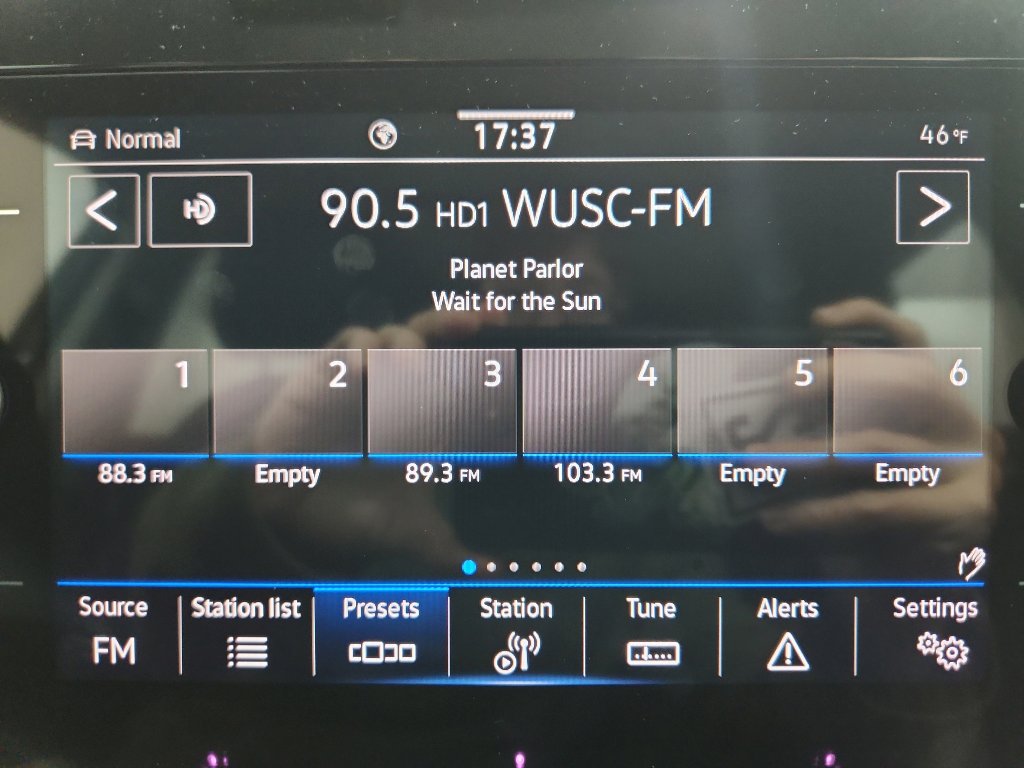 Normal 17:37 46°F
HD 90.5 HD1 WUSC-FM
Planet Parlor
Wait for the Sun
1 2 3 4 5 6
88.3 FM Empty 89.3 FM 103.3 FM Empty Empty
Source Station list Presets Station Tune Alerts Settings
FM